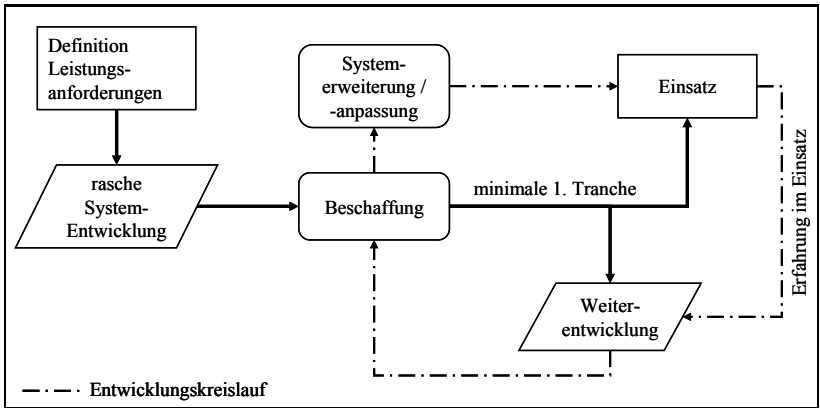 Definition
Leistungs-
anforderungen
System-
erweiterung /
-anpassung
Einsatz
rasche
System-
Entwicklung
Beschaffung
minimale 1. Tranche
Erfahrung im Einsatz
Weiter-
entwicklung
Entwicklungskreislauf